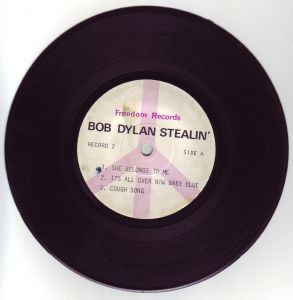 Freedom Records
BOB DYLAN STEALIN'
RECORD 2 SIDE A
1. SHE BELONGS TO ME
2. ITS ALL OVER NOW BABY BLUE
3. COUGH SONG